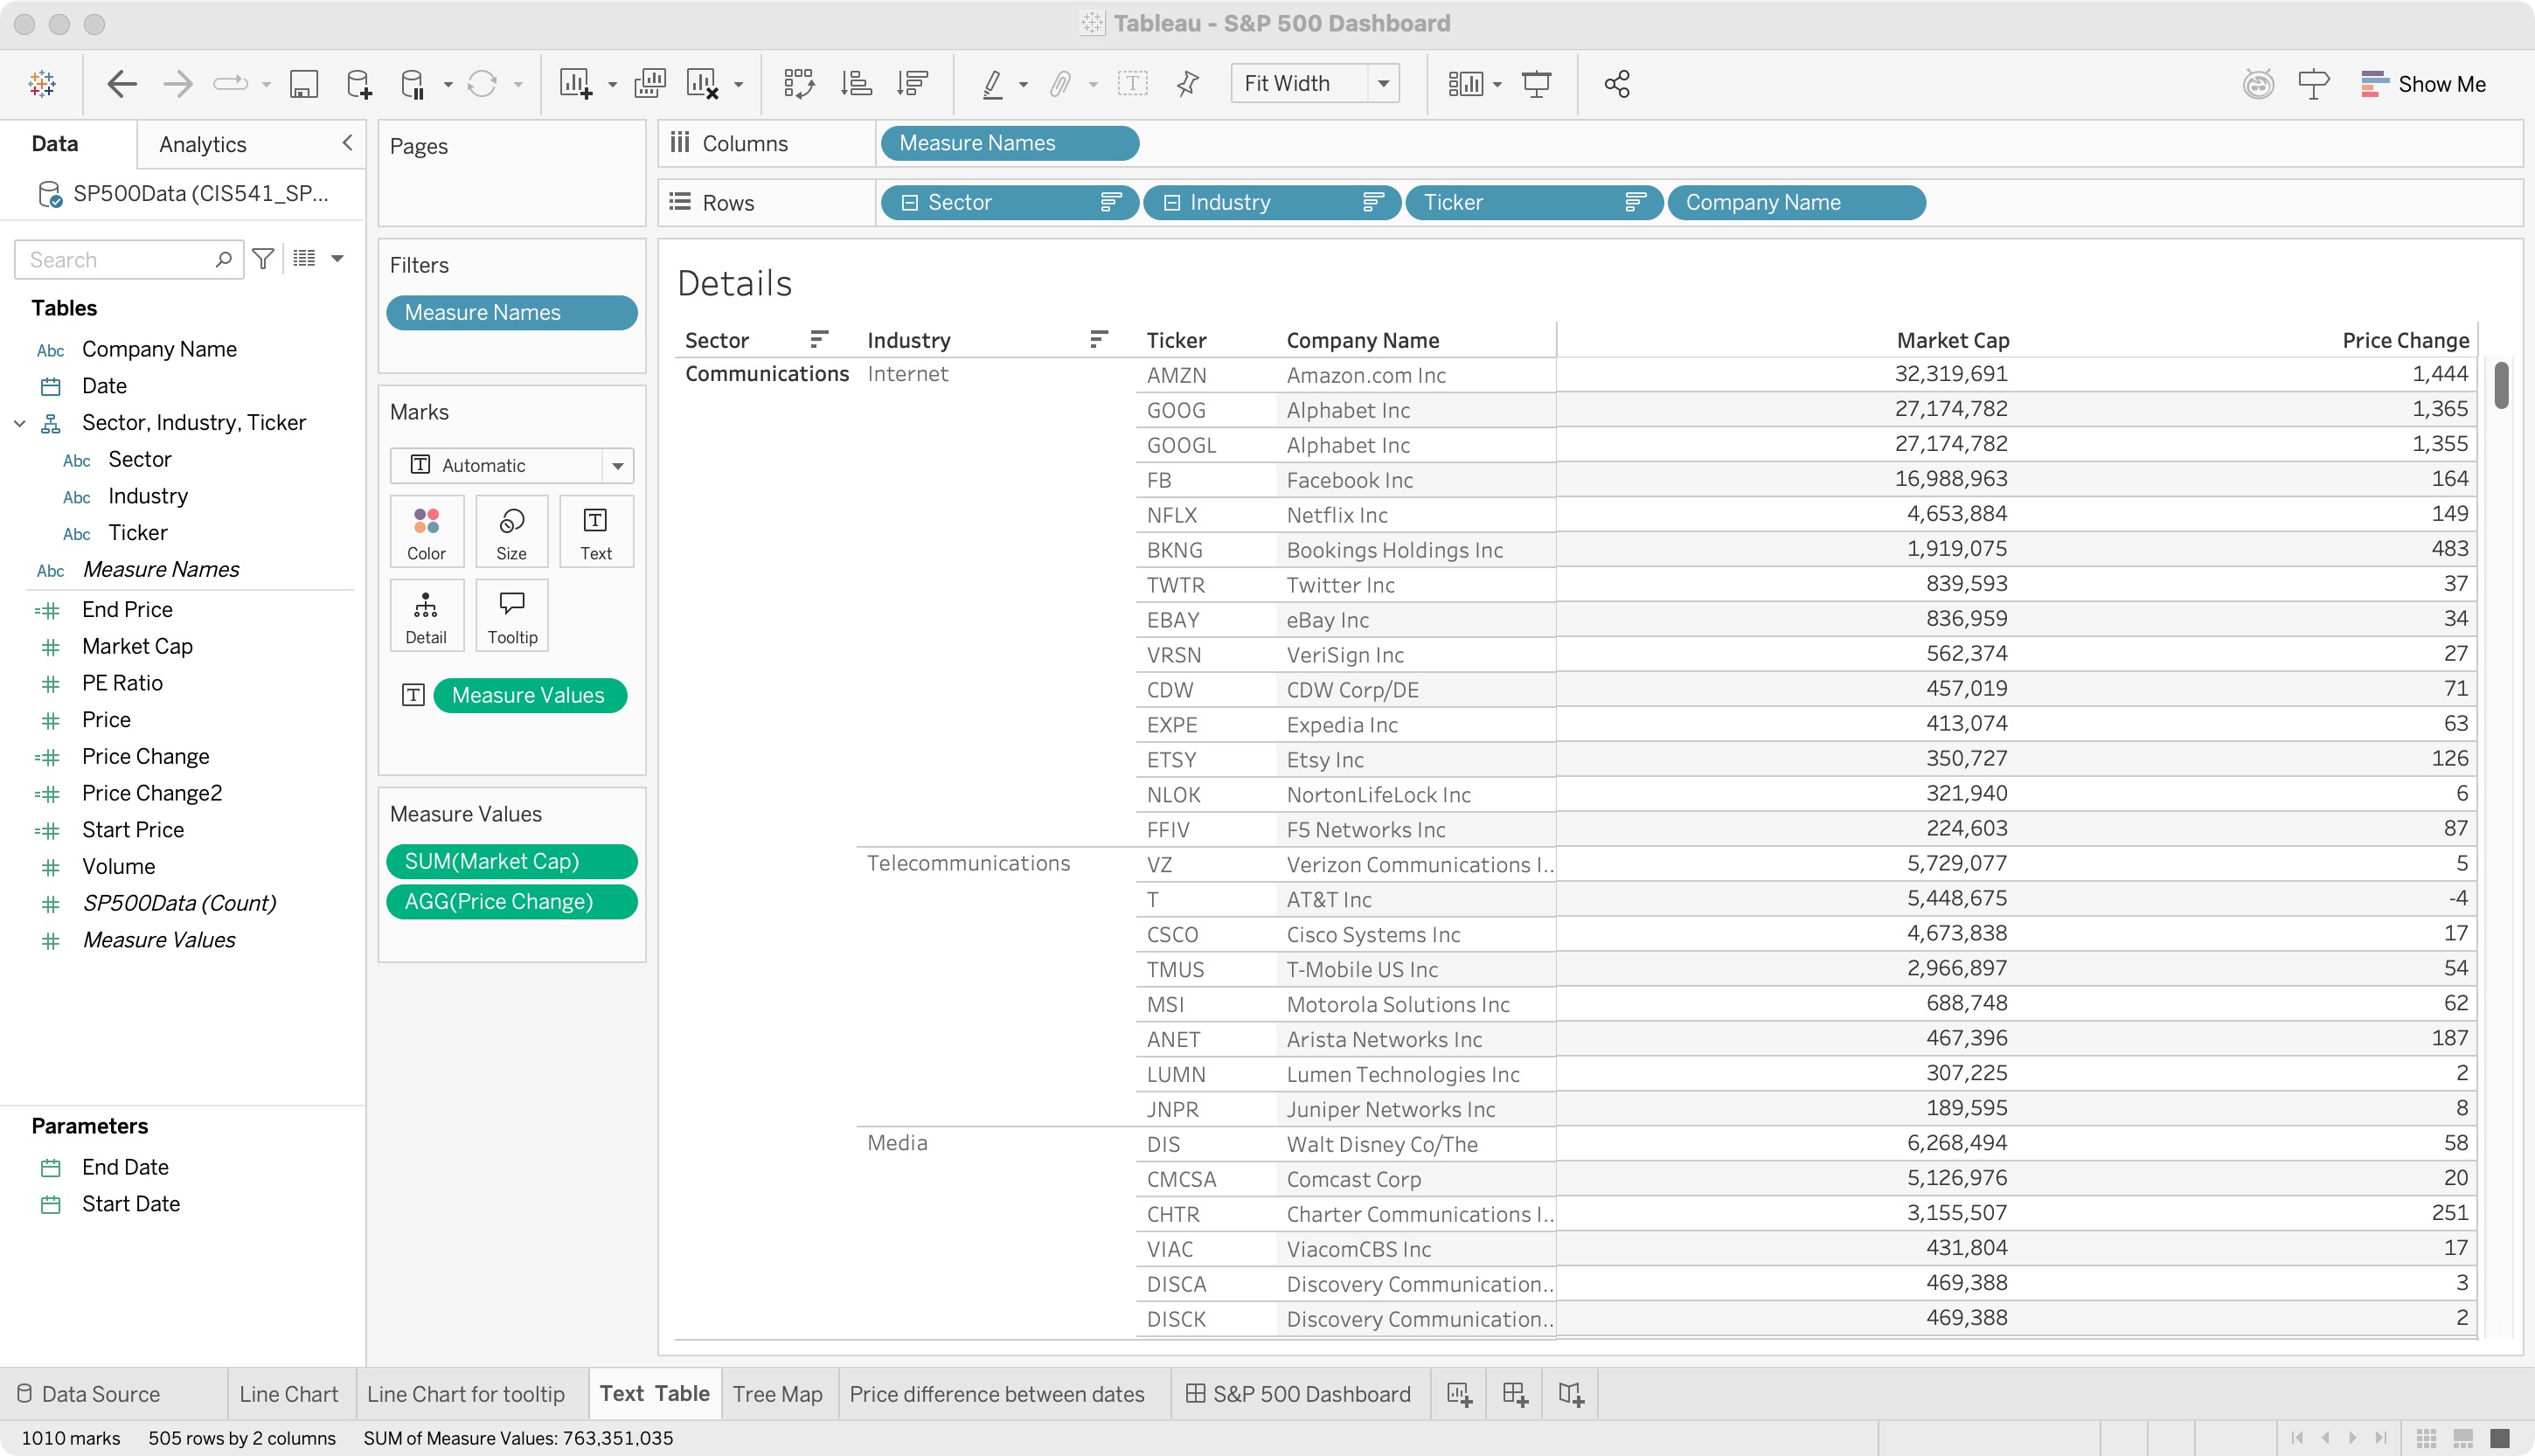 Tableau - S&P 500 Dashboard
Fit Width
Show Me
Data
Analytics
SP500Data (CIS541_SP...
Search
Tables
Abc Company Name
Date
Sector, Industry, Ticker
Abc Sector
Abc Industry
Abc Ticker
Abc Measure Names
End Price
Market Cap
PE Ratio
Price
Price Change
Price Change2
Start Price
Volume
SP500Data (Count)
Measure Values
Parameters
End Date
Start Date
Pages
Filters
Measure Names
Marks
Automatic
Color Size Text
Detail Tooltip
Measure Values
Measure Values
SUM(Market Cap)
AGG(Price Change)
Columns Measure Names
Rows Sector Industry Ticker Company Name
Details
Sector Industry Ticker Company Name Market Cap Price Change
Communications Internet AMZN Amazon.com Inc 32,319,691 1,444
GOOG Alphabet Inc 27,174,782 1,365
GOOGL Alphabet Inc 27,174,782 1,355
FB Facebook Inc 16,988,963 164
NFLX Netflix Inc 4,653,884 149
BKNG Bookings Holdings Inc 1,919,075 483
TWTR Twitter Inc 839,593 37
EBAY eBay Inc 836,959 34
VRSN VeriSign Inc 562,374 27
CDW CDW Corp/DE 457,019 71
EXPE Expedia Inc 413,074 63
ETSY Etsy Inc 350,727 126
NLOK NortonLifeLock Inc 321,940 6
FFIV F5 Networks Inc 224,603 87
Telecommunications VZ Verizon Communications I.. 5,729,077 5
T AT&T Inc 5,448,675 -4
CSCO Cisco Systems Inc 4,673,838 17
TMUS T-Mobile US Inc 2,966,897 54
MSI Motorola Solutions Inc 688,748 62
ANET Arista Networks Inc 467,396 187
LUMN Lumen Technologies Inc 307,225 2
JNPR Juniper Networks Inc 189,595 8
Media DIS Walt Disney Co/The 6,268,494 58
CMCSA Comcast Corp 5,126,976 20
CHTR Charter Communications I.. 3,155,507 251
VIAC ViacomCBS Inc 431,804 17
DISCA Discovery Communication.. 469,388 3
DISCK Discovery Communication.. 469,388 2
Data Source Line Chart Line Chart for tooltip Text Table Tree Map Price difference between dates S&P 500 Dashboard
1010 marks 505 rows by 2 columns SUM of Measure Values: 763,351,035